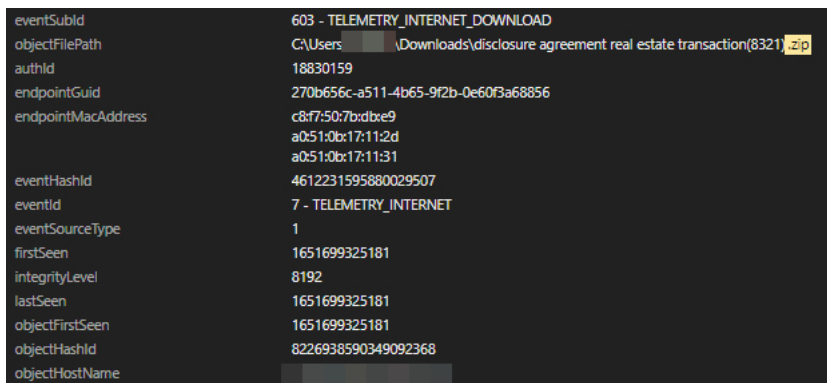 eventSubId 603 - TELEMETRY_INTERNET_DOWNLOAD
objectFilePath C:\Users \Downloads\disclosure agreement real estate transaction(8321).zip
authId 18830159
endpointGuid 270b656c-a511-4b65-9f2b-0e60f3a68856
endpointMacAddress c8:f7:50:7b:db:e9
a0:51:0b:17:11:2d
a0:51:0b:17:11:31
eventHashId 4612231595880029507
eventId 7 - TELEMETRY_INTERNET
eventSourceType 1
firstSeen 1651699325181
integrityLevel 8192
lastSeen 1651699325181
objectFirstSeen 1651699325181
objectHashId 8226938590349092368
objectHostName